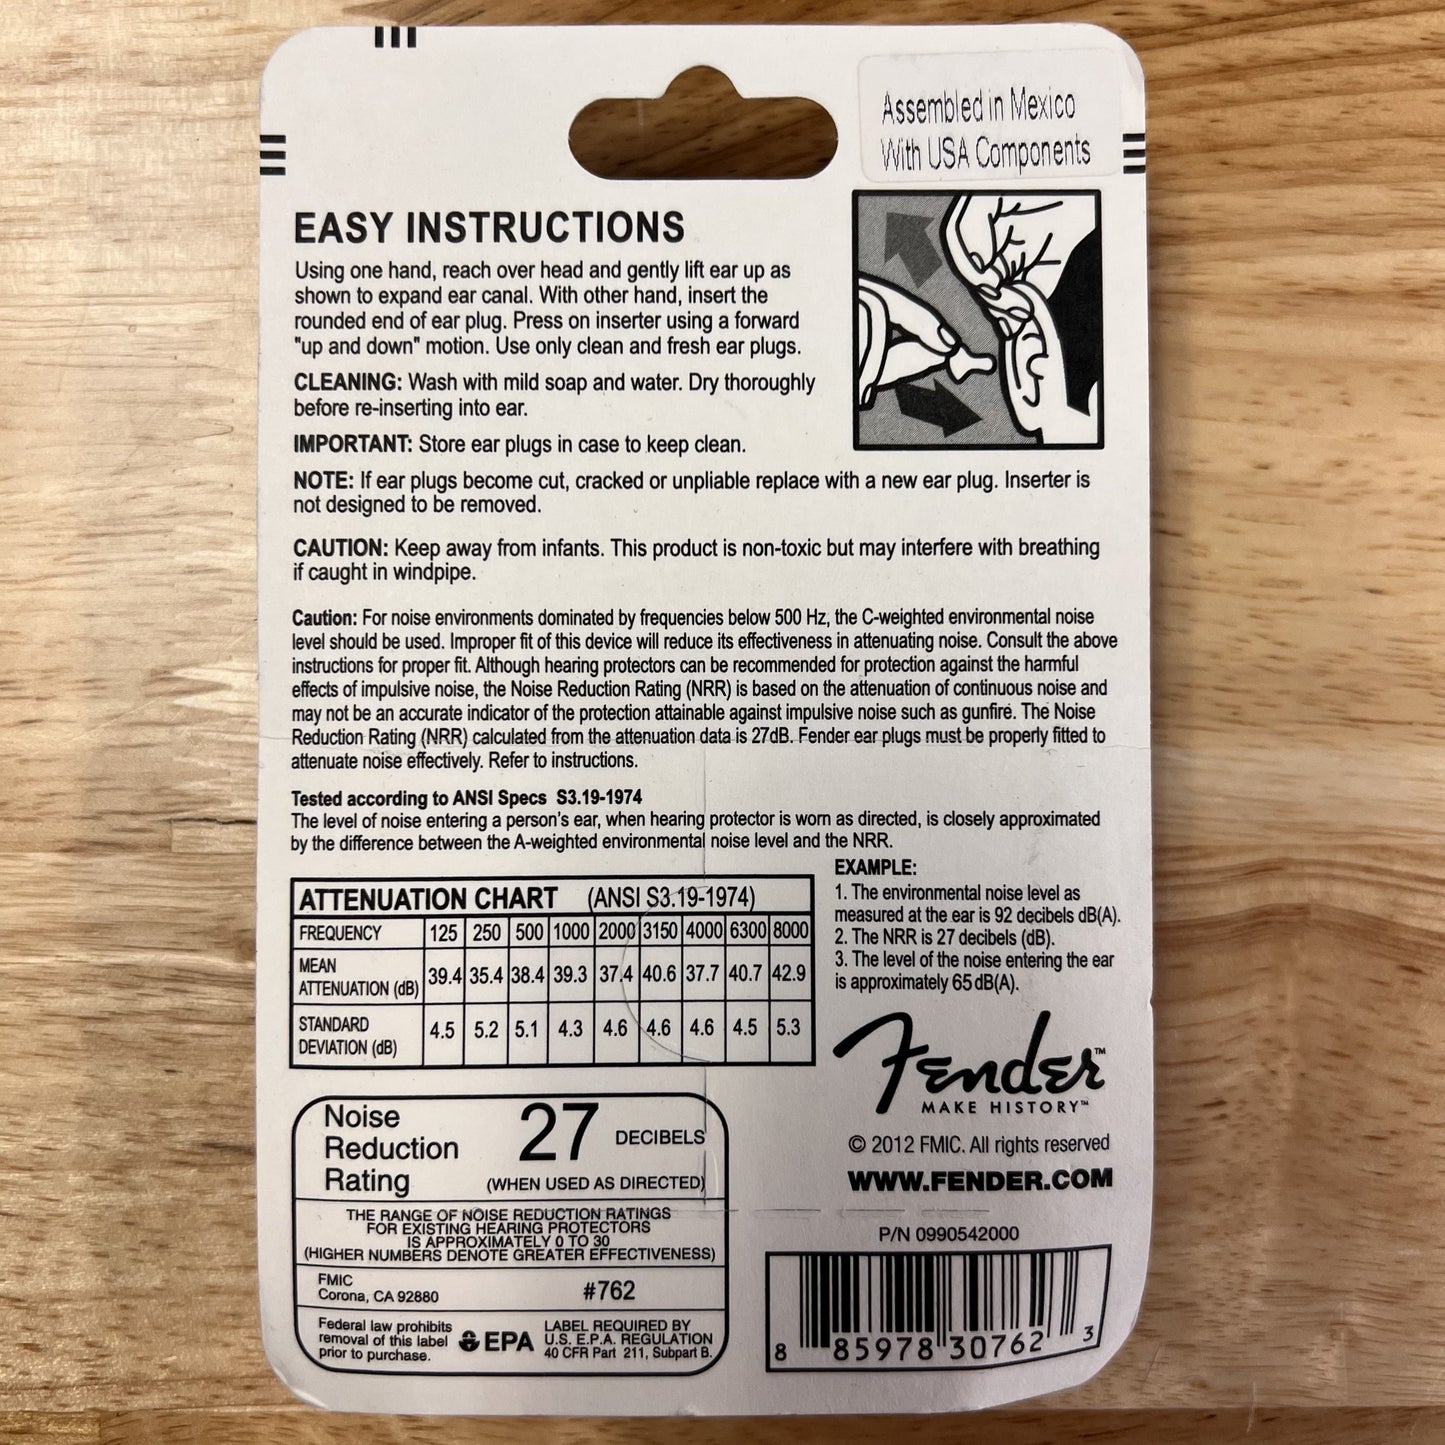 Assembled in Mexico
With USA Components
EASY INSTRUCTIONS
Using one hand, reach over head and gently lift ear up as
shown to expand ear canal. With other hand, insert the
rounded end of ear plug. Press on inserter using a forward
"up and down" motion. Use only clean and fresh ear plugs.
CLEANING: Wash with mild soap and water. Dry thoroughly
before re-inserting into ear.
IMPORTANT: Store ear plugs in case to keep clean.
NOTE: If ear plugs become cut, cracked or unpliable replace with a new ear plug. Inserter is
not designed to be removed.
CAUTION: Keep away from infants. This product is non-toxic but may interfere with breathing
if caught in windpipe.
Caution: For noise environments dominated by frequencies below 500 Hz, the C-weighted environmental noise
level should be used. Improper fit of this device will reduce its effectiveness in attenuating noise. Consult the above
instructions for proper fit. Although hearing protectors can be recommended for protection against the harmful
effects of impulsive noise, the Noise Reduction Rating (NRR) is based on the attenuation of continuous noise and
may not be an accurate indicator of the protection attainable against impulsive noise such as gunfire. The Noise
Reduction Rating (NRR) calculated from the attenuation data is 27dB. Fender ear plugs must be properly fitted to
attenuate noise effectively. Refer to instructions.
Tested according to ANSI Specs S3.19-1974
The level of noise entering a person's ear, when hearing protector is worn as directed, is closely approximated
by the difference between the A-weighted environmental noise level and the NRR.
ATTENUATION CHART (ANSI S3.19-1974)
FREQUENCY 125 250 500 1000 2000 3150 4000 6300 8000
MEAN
ATTENUATION (dB) 39.4 35.4 38.4 39.3 37.4 40.6 37.7 40.7 42.9
STANDARD
DEVIATION (dB) 4.5 5.2 5.1 4.3 4.6 4.6 4.6 4.5 5.3
EXAMPLE:
1. The environmental noise level as
measured at the ear is 92 decibels dB(A).
2. The NRR is 27 decibels (dB).
3. The level of the noise entering the ear
is approximately 65 dB(A).
Fender™
MAKE HISTORY™
© 2012 FMIC. All rights reserved
WWW.FENDER.COM
P/N 0990542000
8 85978 30762 3
Noise
Reduction
Rating
27 DECIBELS
(WHEN USED AS DIRECTED)
THE RANGE OF NOISE REDUCTION RATINGS
FOR EXISTING HEARING PROTECTORS
IS APPROXIMATELY 0 TO 30
(HIGHER NUMBERS DENOTE GREATER EFFECTIVENESS)
FMIC
Corona, CA 92880
#762
Federal law prohibits
removal of this label
prior to purchase.
EPA
LABEL REQUIRED BY
U.S. E.P.A. REGULATION
40 CFR Part 211, Subpart B.